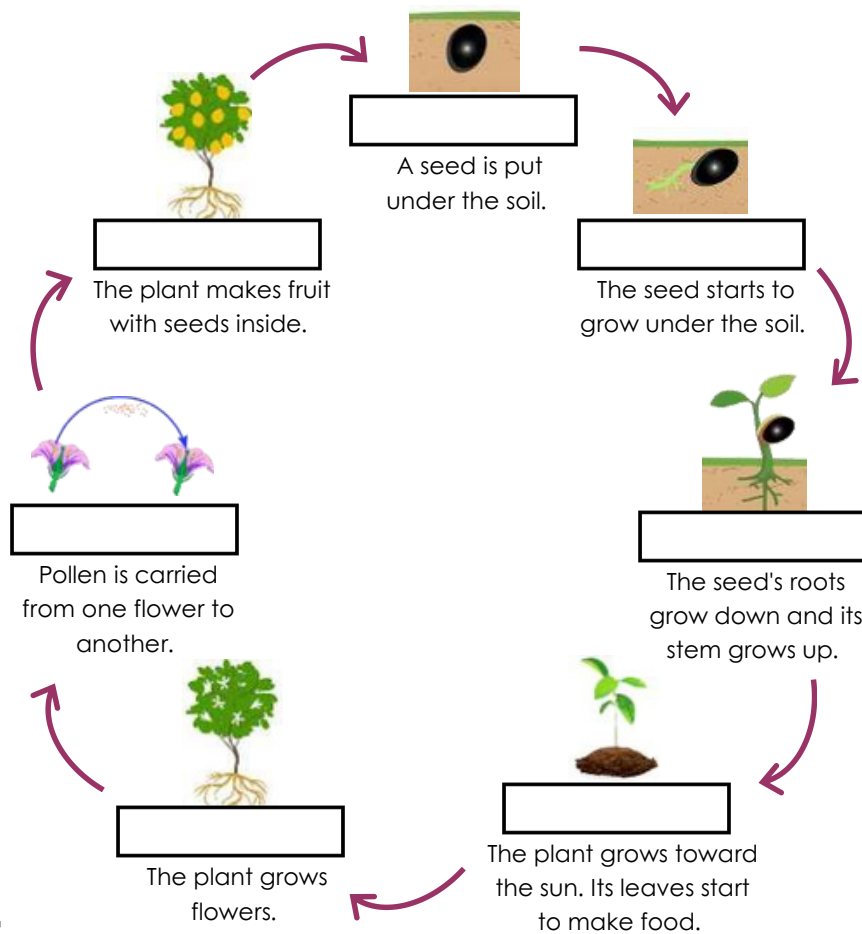 A seed is put
under the soil.
The seed starts to
grow under the soil.
The seed's roots
grow down and its
stem grows up.
The plant grows toward
the sun. Its leaves start
to make food.
The plant grows
flowers.
Pollen is carried
from one flower to
another.
The plant makes fruit
with seeds inside.